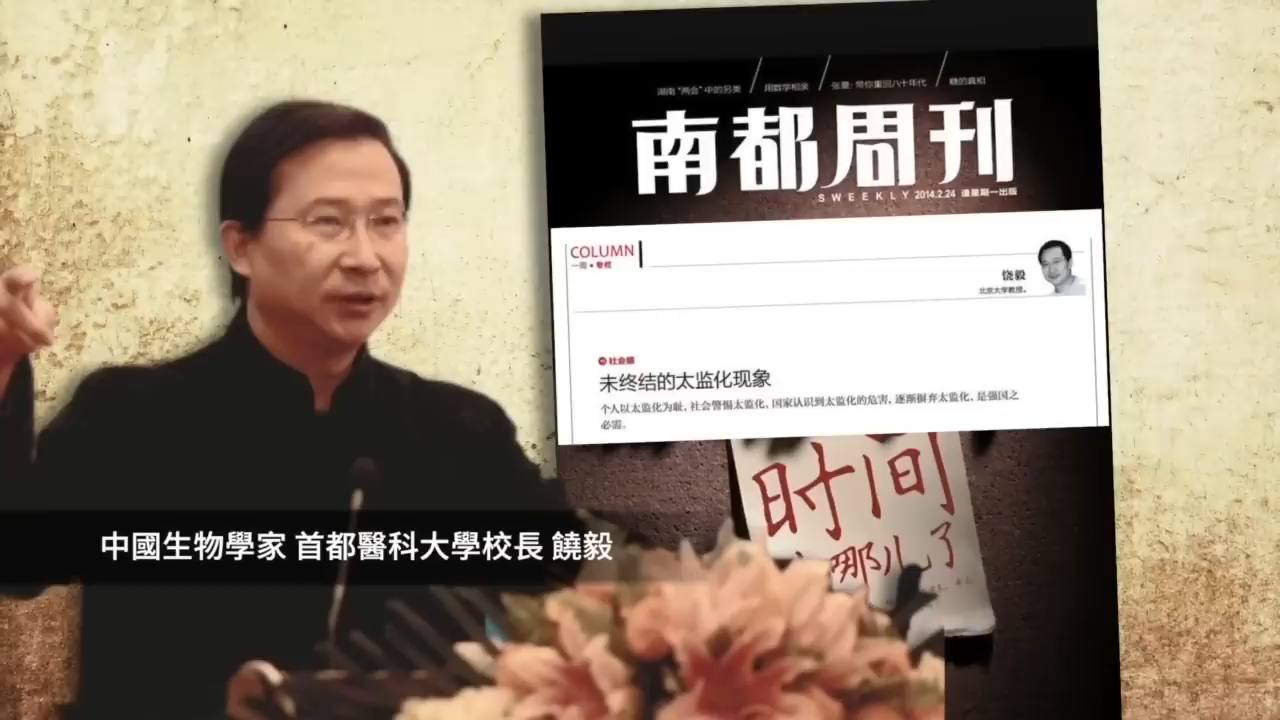 湖南“两会”中的另类 / 用数学相亲 / 张曼:带你重回八十年代 / 糖的真相
南都周刊
SWEEKLY 2014.2.24 逢星期一出版
COLUMN
一周•专栏
饶毅
北京大学教授。
社会眼
未终结的太监化现象
个人以太监化为耻, 社会警惕太监化, 国家认识到太监化的危害, 逐渐摒弃太监化, 是强国之
必需。
时间
哪儿了
中國生物學家 首都醫科大學校長 饒毅